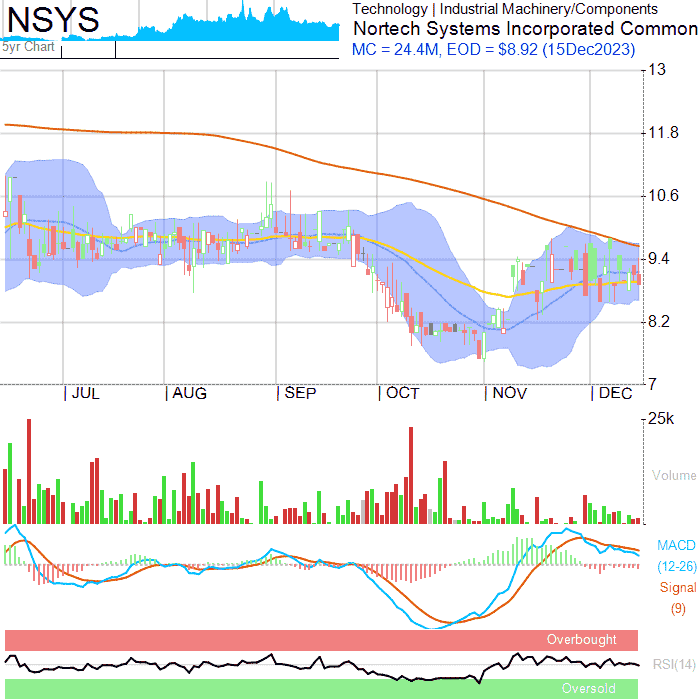 NSYS
5yr Chart
Technology | Industrial Machinery/Components
Nortech Systems Incorporated Common
MC = 24.4M, EOD = $8.92 (15Dec2023)
13
11.8
10.6
9.4
8.2
7
| JUL | AUG | SEP | OCT | NOV | DEC
25k
Volume
MACD
(12-26)
Signal
(9)
Overbought
RSI(14)
Oversold